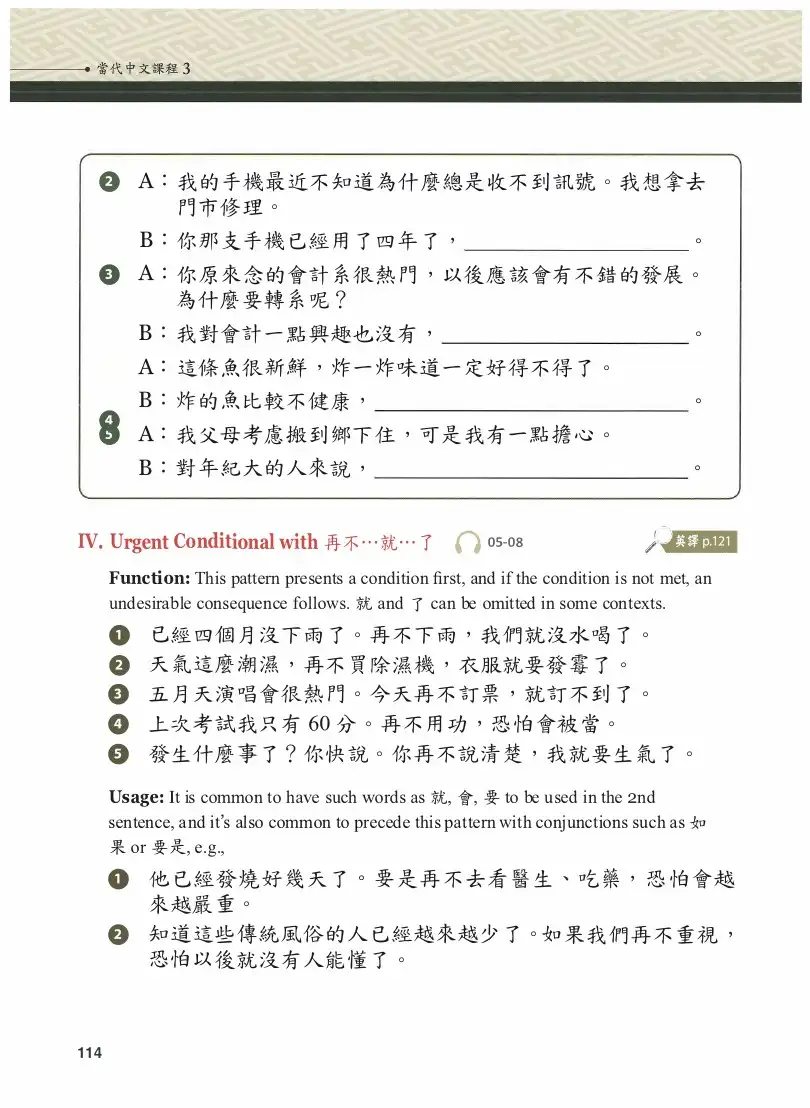 當代中文課程 3
2 A：我的手機最近不知道為什麼總是收不到訊號。我想拿去
門市修理。
B：你那支手機已經用了四年了，____________________。
3 A：你原來念的會計系很熱門，以後應該會有不錯的發展。
為什麼要轉系呢？
B：我對會計一點興趣也沒有，____________________。
A：這條魚很新鮮，炸一炸味道一定好得不得了。
B：炸的魚比較不健康，____________________。
4
5 A：我父母考慮搬到鄉下住，可是我有一點擔心。
B：對年紀大的人來說，____________________。
IV. Urgent Conditional with 再不…就…了 05-08 英譯 p.121
Function: This pattern presents a condition first, and if the condition is not met, an
undesirable consequence follows. 就 and 了 can be omitted in some contexts.
1 已經四個月沒下雨了。再不下雨，我們就沒水喝了。
2 天氣這麼潮濕，再不買除濕機，衣服就要發霉了。
3 五月天演唱會很熱門。今天再不訂票，就訂不到了。
4 上次考試我只有 60 分。再不用功，恐怕會被當。
5 發生什麼事了？你快說。你再不說清楚，我就要生氣了。
Usage: It is common to have such words as 就, 會, 要 to be used in the 2nd
sentence, and it's also common to precede this pattern with conjunctions such as 如
果 or 要是, e.g.,
1 他已經發燒好幾天了。要是再不去看醫生、吃藥，恐怕會越
來越嚴重。
2 知道這些傳統風俗的人已經越來越少了。如果我們再不重視，
恐怕以後就沒有人能懂了。
114